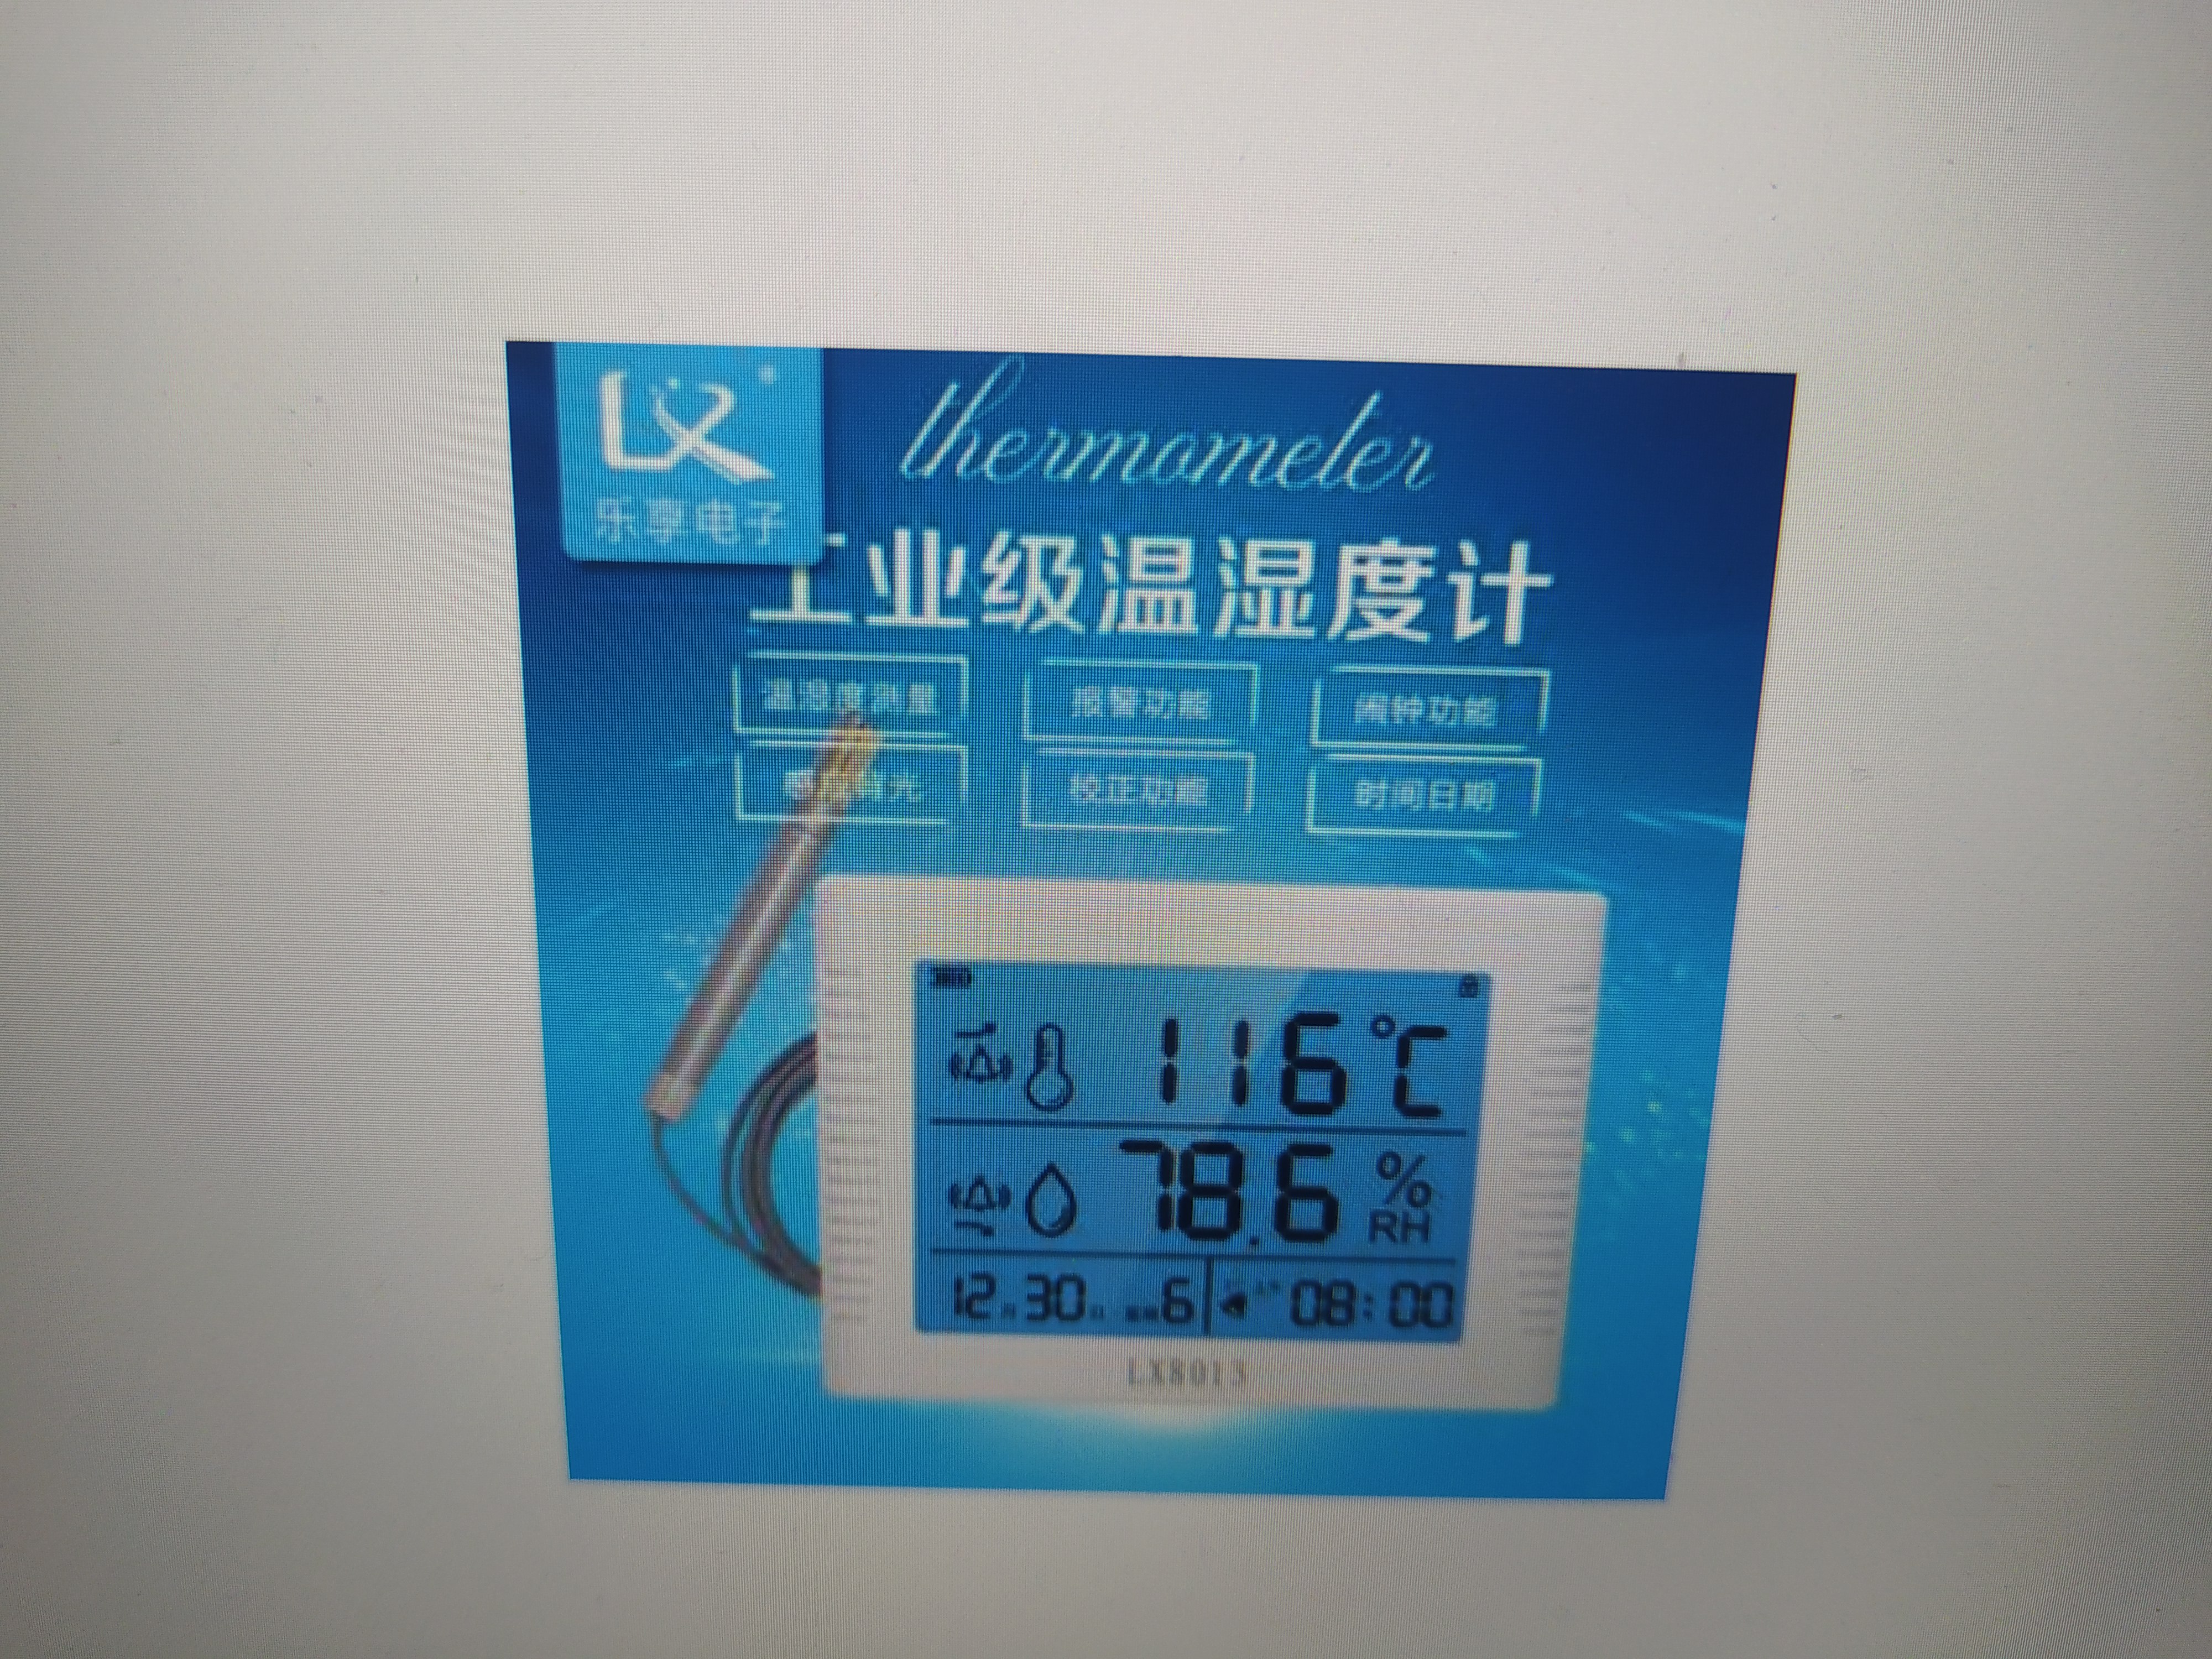 LX
乐享电子
thermometer
工业级温湿度计
温湿度测量
报警功能
闹钟功能
校正功能
时间日期
116℃
78.6 % RH
12 30 6 08:00
LX8013